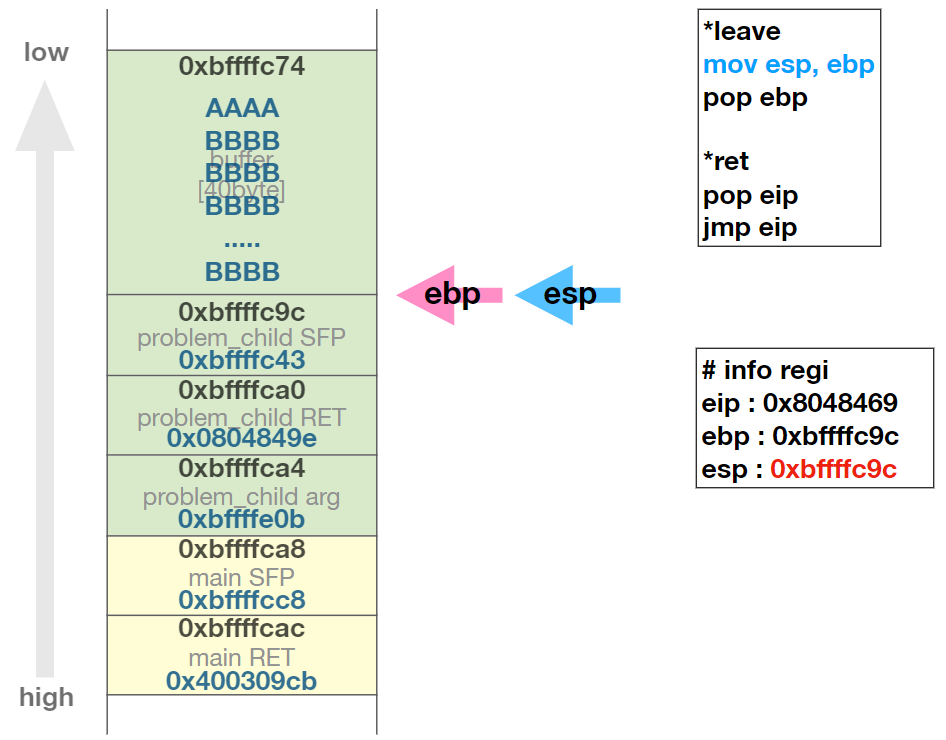 low
high
0xbffffc74
AAAA
BBBB
buffer
BBBB
[40byte]
BBBB
.....
BBBB
0xbffffc9c
problem_child SFP
0xbffffc43
0xbffffca0
problem_child RET
0x0804849e
0xbffffca4
problem_child arg
0xbffffe0b
0xbffffca8
main SFP
0xbffffcc8
0xbffffcac
main RET
0x400309cb
ebp
esp
*leave
mov esp, ebp
pop ebp
*ret
pop eip
jmp eip
# info regi
eip : 0x8048469
ebp : 0xbffffc9c
esp : 0xbffffc9c